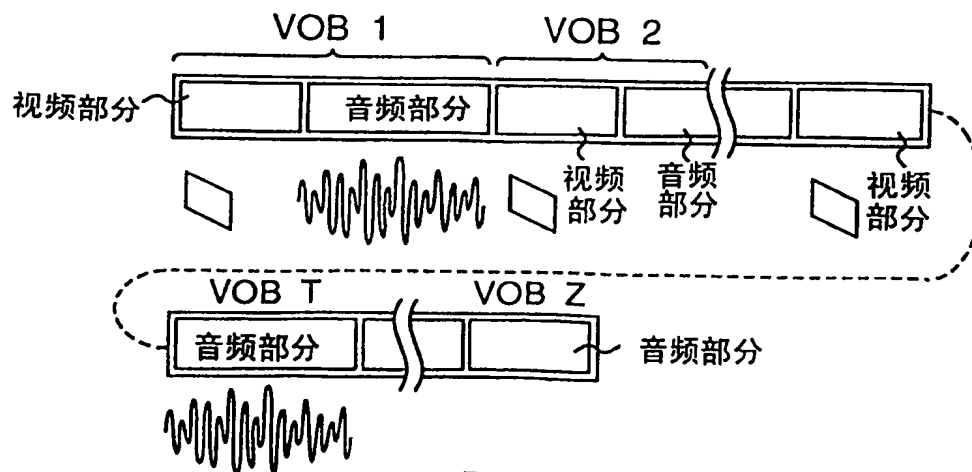 VOB 1
VOB 2
视频部分
音频部分
视频
部分
音频
部分
视频
部分
VOB T
VOB Z
音频部分
音频部分